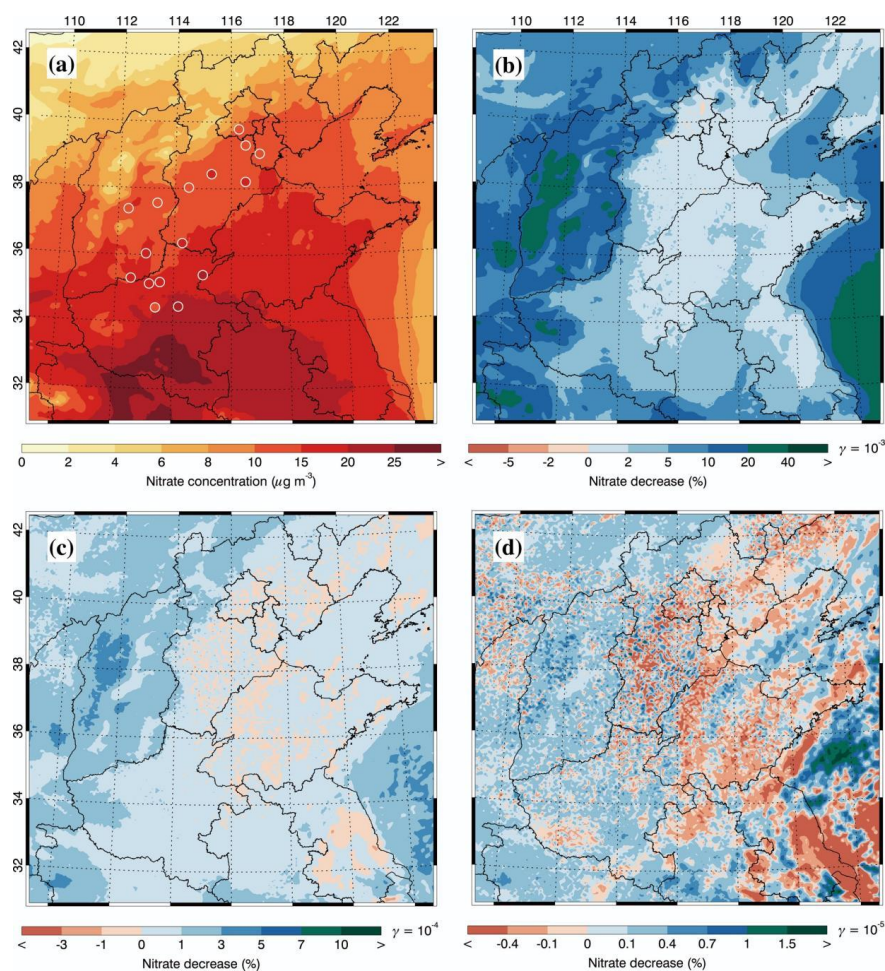 110 112 114 116 118 120 122
110 112 114 116 118 120 122
42
40
38
36
34
32
(a)
(b)
0 2 4 6 8 10 15 20 25 >
Nitrate concentration (μg m⁻³)
< -5 -2 0 2 5 10 20 40 > γ = 10⁻³
Nitrate decrease (%)
42
40
38
36
34
32
(c)
(d)
< -3 -1 0 1 3 5 7 10 > γ = 10⁻⁴
Nitrate decrease (%)
< -0.4 -0.1 0 0.1 0.4 0.7 1 1.5 > γ = 10⁻⁵
Nitrate decrease (%)